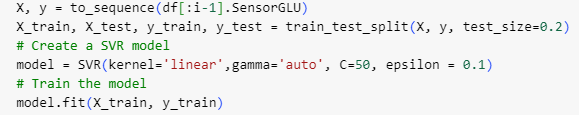 X, y = to_sequence(df[:i-1].SensorGLU)
X_train, X_test, y_train, y_test = train_test_split(X, y, test_size=0.2)
# Create a SVR model
model = SVR(kernel='linear',gamma='auto', C=50, epsilon = 0.1)
# Train the model
model.fit(X_train, y_train)